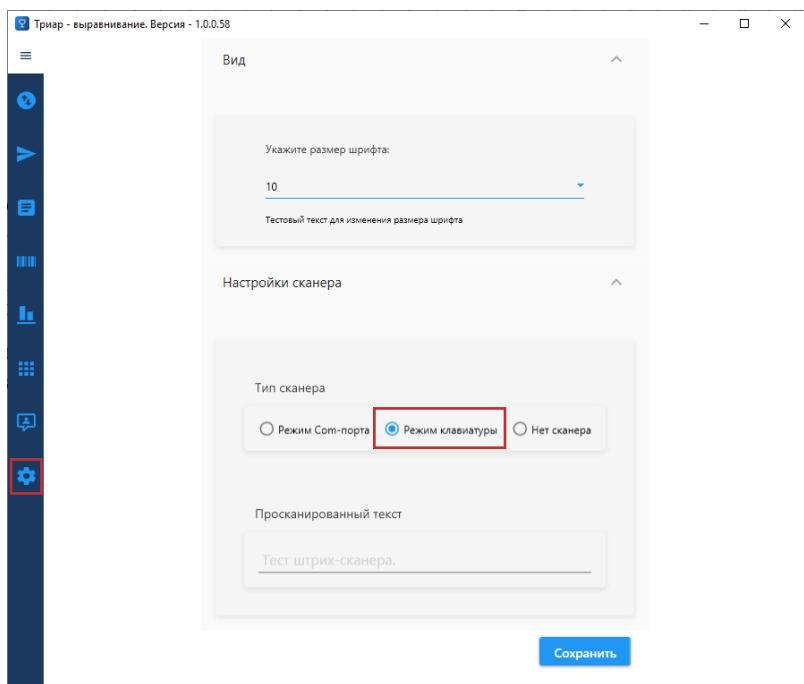 Триар - выравнивание. Версия - 1.0.0.58
Вид
Укажите размер шрифта:
10
Тестовый текст для изменения размера шрифта
Настройки сканера
Тип сканера
Режим Com-порта Режим клавиатуры Нет сканера
Просканированный текст
Тест штрих-сканера.
Сохранить